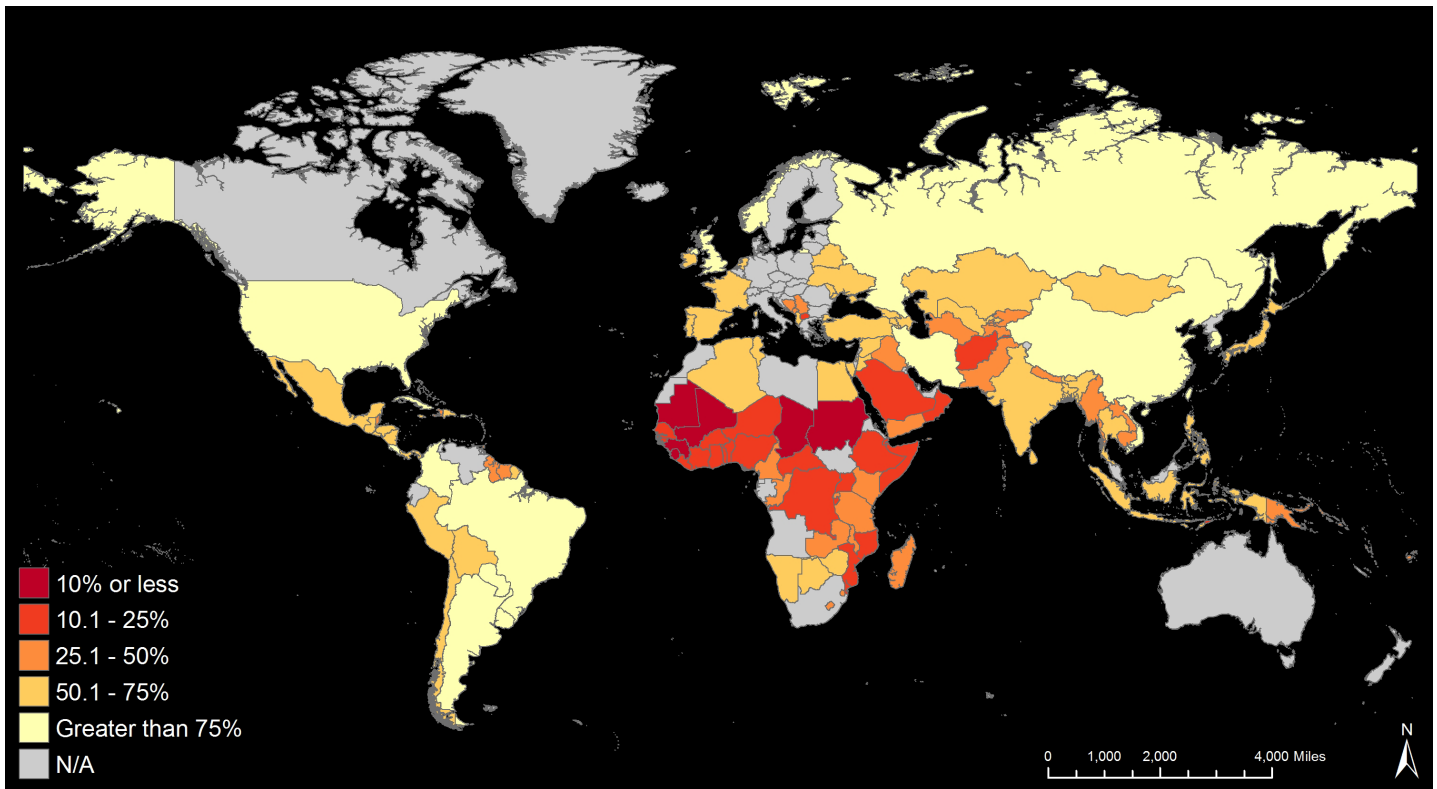 10% or less
10.1 - 25%
25.1 - 50%
50.1 - 75%
Greater than 75%
N/A
N
0 1,000 2,000 4,000 Miles